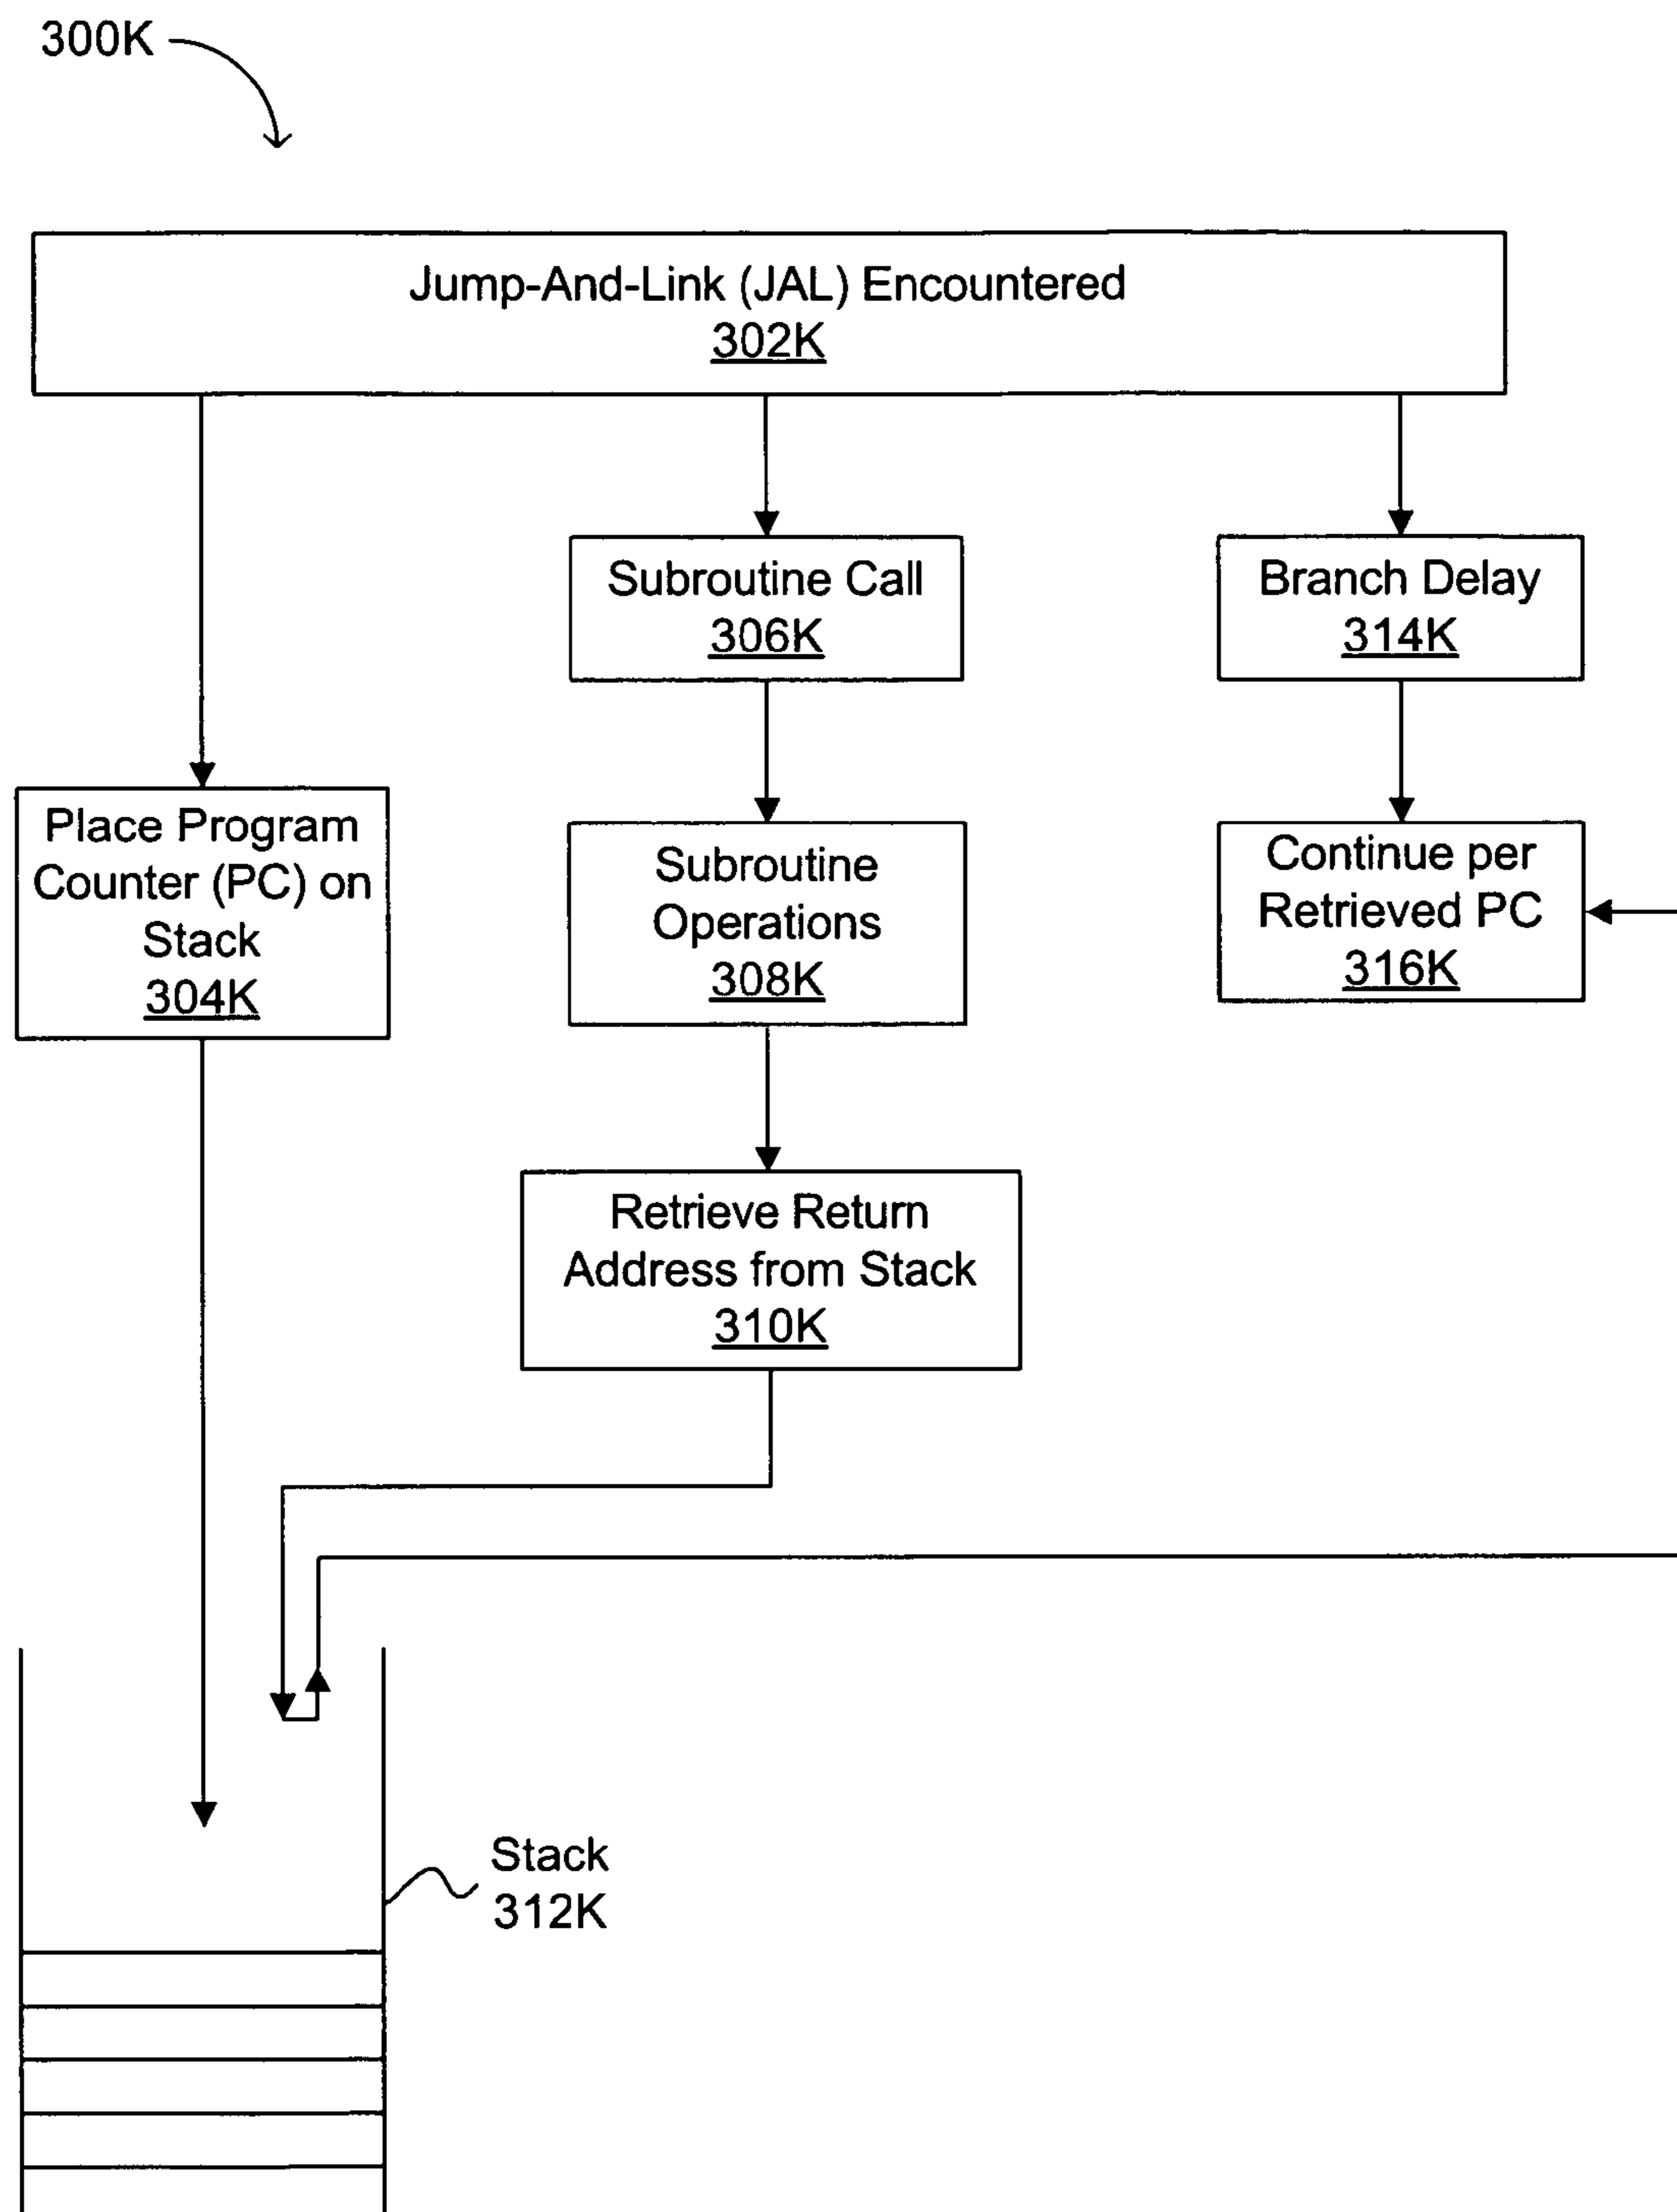 300K
Jump-And-Link (JAL) Encountered
302K
Subroutine Call
306K
Branch Delay
314K
Place Program
Counter (PC) on
Stack
304K
Subroutine
Operations
308K
Continue per
Retrieved PC
316K
Retrieve Return
Address from Stack
310K
Stack
312K